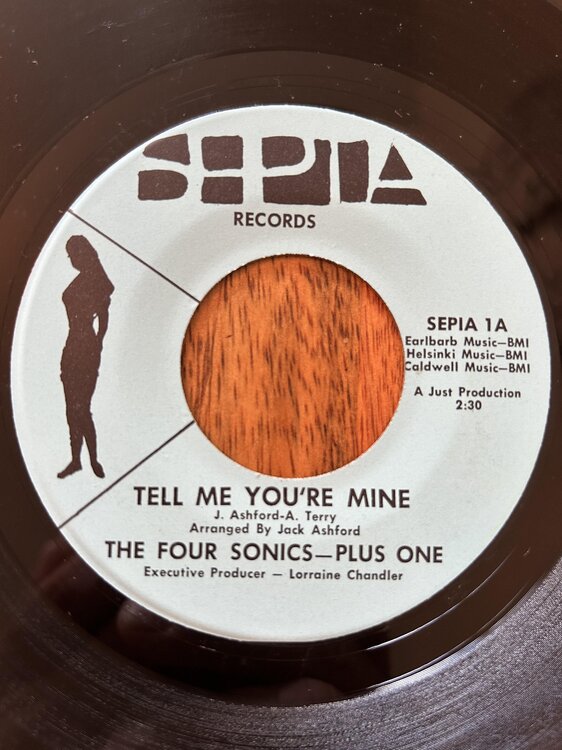 SEPIA
RECORDS
SEPIA 1A
Earlbarb Music—BMI
Helsinki Music—BMI
Caldwell Music—BMI
A Just Production
2:30
TELL ME YOU'RE MINE
J. Ashford-A. Terry
Arranged By Jack Ashford
THE FOUR SONICS—PLUS ONE
Executive Producer — Lorraine Chandler